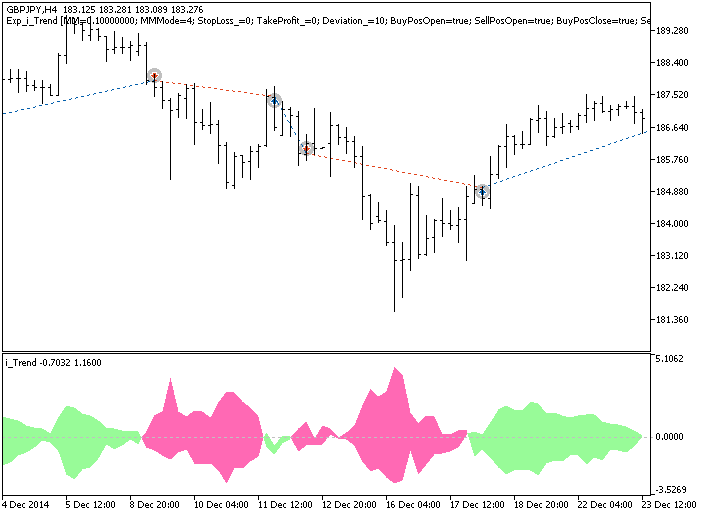 GBPJPY,H4 183.125 183.281 183.089 183.276
Exp_i_Trend [MM=0.10000000; MMMode=4; StopLoss_=0; TakeProfit_=0; Deviation_=10; BuyPosOpen=true; SellPosOpen=true; BuyPosClose=true; Se
189.280
188.400
187.520
186.640
185.760
184.880
184.000
183.120
182.240
181.360
i_Trend -0.7032 1.1600
5.1062
0.0000
-3.5269
4 Dec 2014
5 Dec 12:00
8 Dec 20:00
10 Dec 04:00
11 Dec 12:00
12 Dec 20:00
16 Dec 04:00
17 Dec 12:00
18 Dec 20:00
22 Dec 04:00
23 Dec 12:00